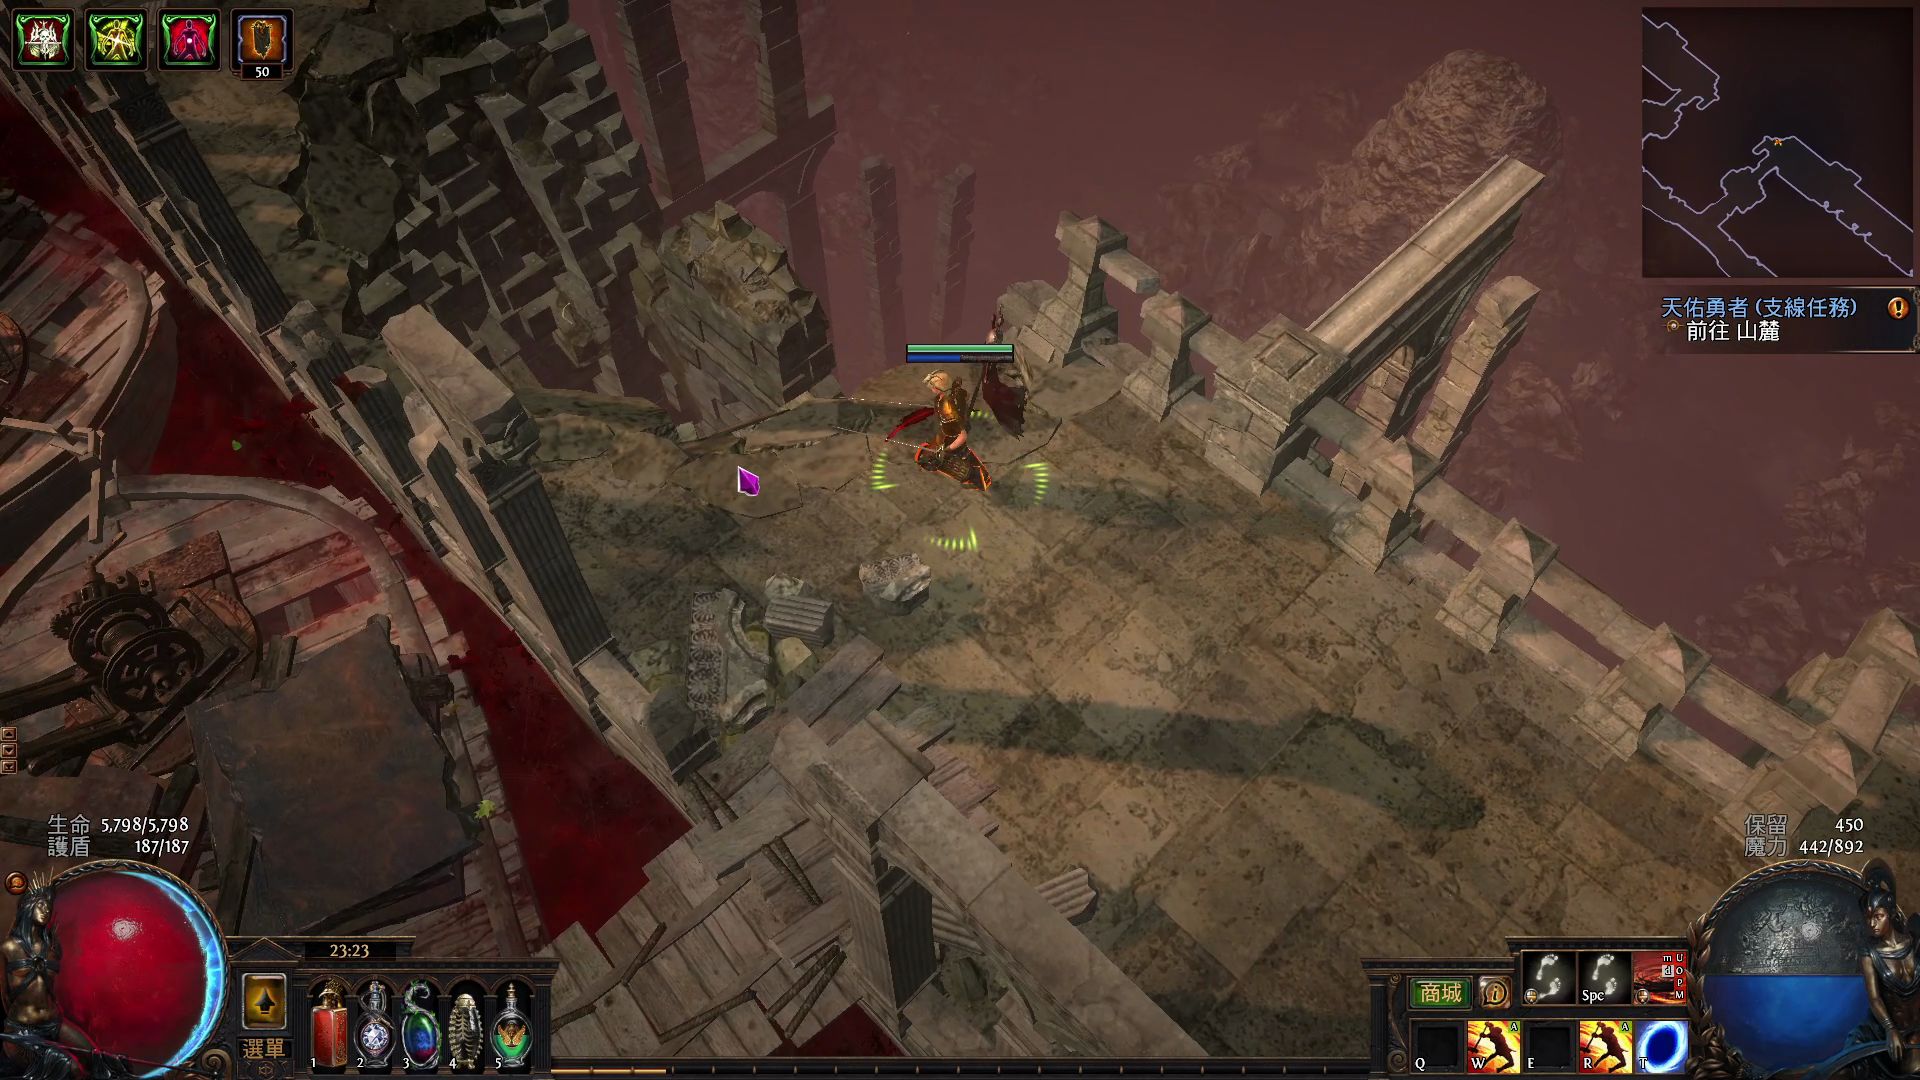 50
天佑勇者 (支線任務)
前往 山麓
生命 5,798/5,798
護盾 187/187
保留 450
魔力 442/892
23:23
選單
1 2 3 4 5
商城
Spc
m U
d O
P
M
Q W A E R A T